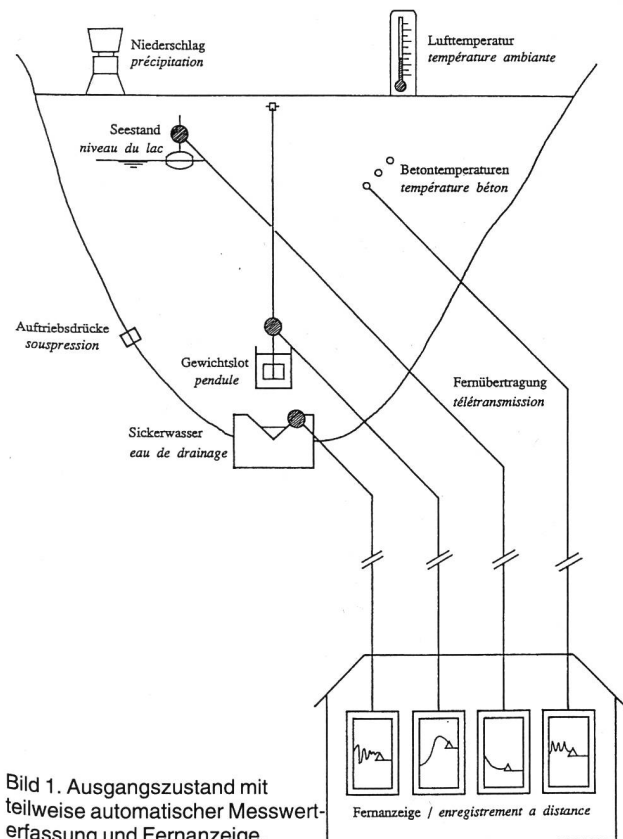 Niederschlag
précipitation
Lufttemperatur
température ambiante
Seestand
niveau du lac
Betontemperaturen
température béton
Auftriebsdrücke
souspression
Gewichtslot
pendule
Fernübertragung
télétransmission
Sickerwasser
eau de drainage
Fernanzeige / enregistrement a distance
Bild 1. Ausgangszustand mit
teilweise automatischer Messwert-
erfassung und Fernanzeige